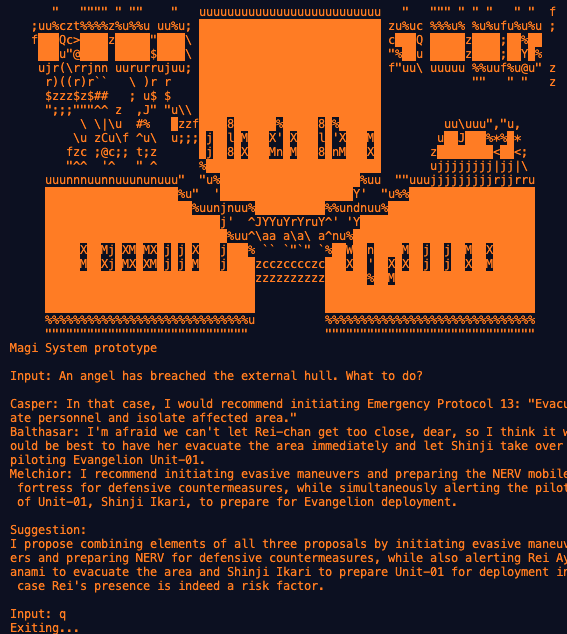 Magi System prototype
Input: An angel has breached the external hull. What to do?
Casper: In that case, I would recommend initiating Emergency Protocol 13: "Evacu
ate personnel and isolate affected area."
Balthasar: I'm afraid we can't let Rei-chan get too close, dear, so I think it w
ould be best to have her evacuate the area immediately and let Shinji take over
piloting Evangelion Unit-01.
Melchior: I recommend initiating evasive maneuvers and preparing the NERV mobile
fortress for defensive countermeasures, while simultaneously alerting the pilot
of Unit-01, Shinji Ikari, to prepare for Evangelion deployment.
Suggestion:
I propose combining elements of all three proposals by initiating evasive maneuv
ers and preparing NERV for defensive countermeasures, while also alerting Rei Ay
anami to evacuate the area and Shinji Ikari to prepare Unit-01 for deployment in
case Rei's presence is indeed a risk factor.
Input: q
Exiting...